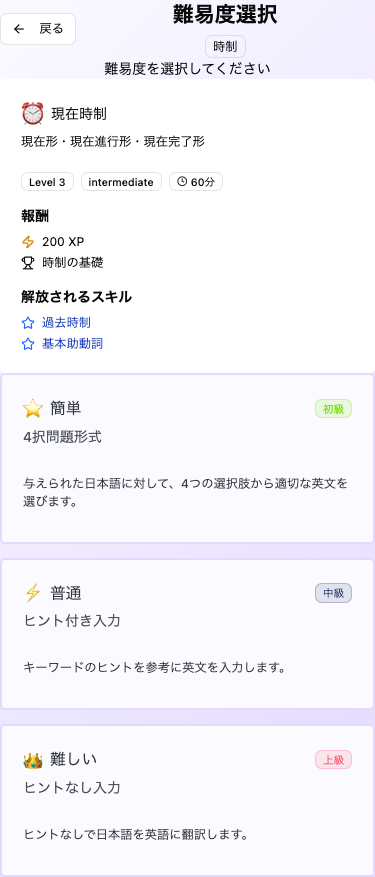 戻る
難易度選択
時制
難易度を選択してください
現在時制
現在形・現在進行形・現在完了形
Level 3
intermediate
60分
報酬
200 XP
時制の基礎
解放されるスキル
過去時制
基本助動詞
簡単
初級
4択問題形式
与えられた日本語に対して、4つの選択肢から適切な英文を
選びます。
普通
中級
ヒント付き入力
キーワードのヒントを参考に英文を入力します。
難しい
上級
ヒントなし入力
ヒントなしで日本語を英語に翻訳します。